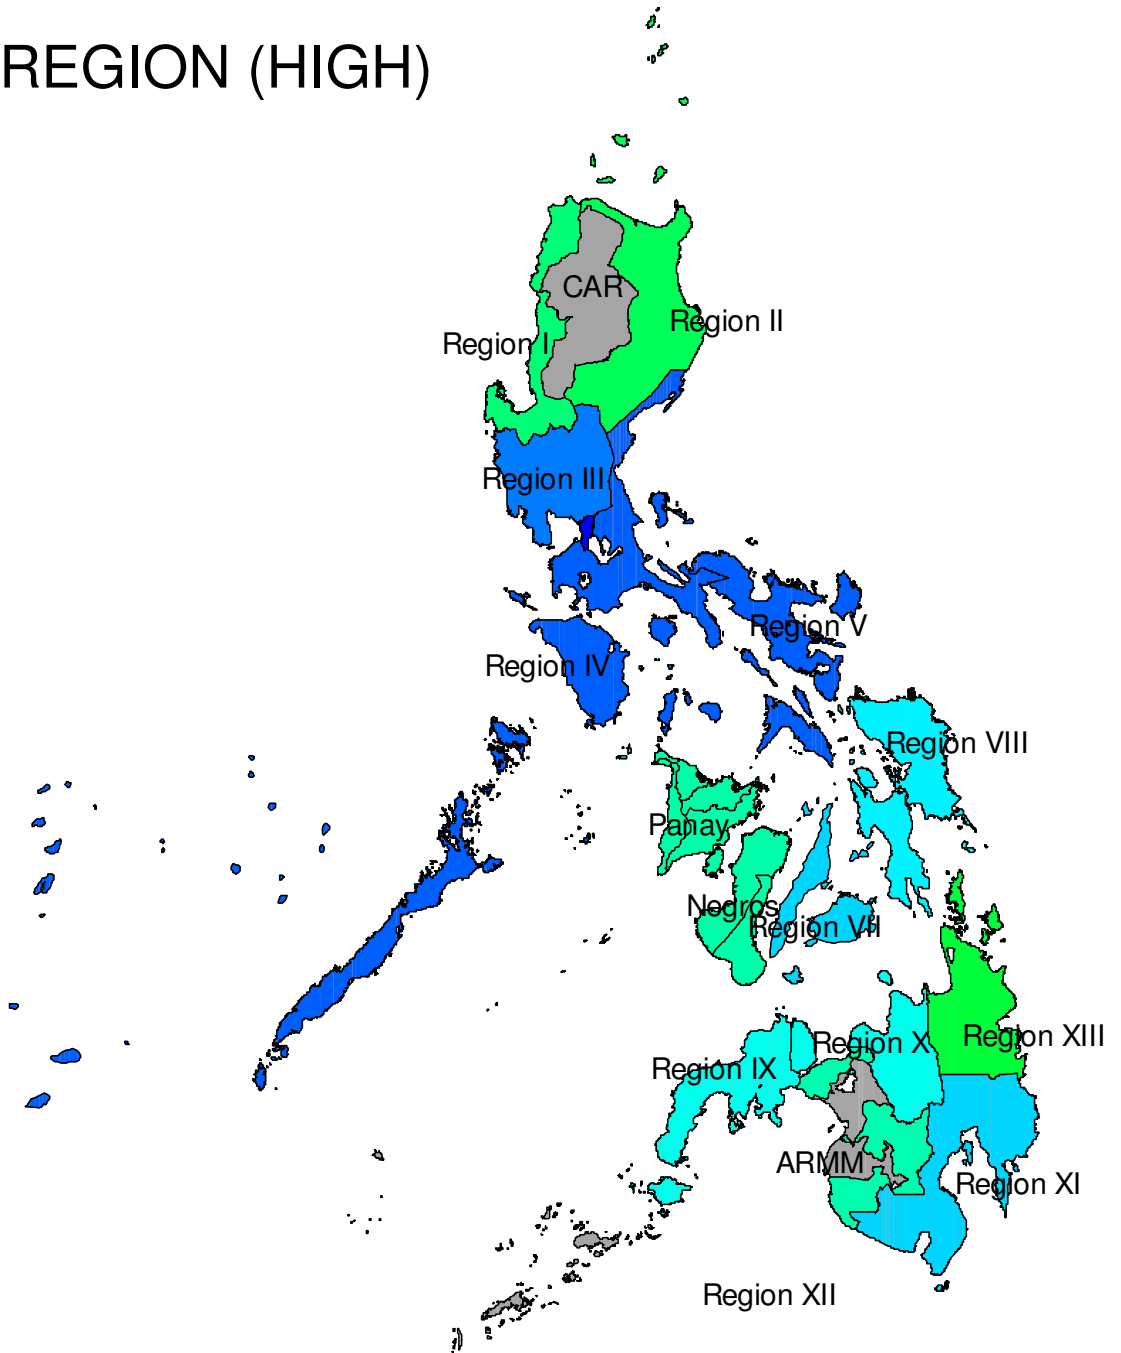 REGION (HIGH)
CAR
Region II
Region I
Region III
Region V
Region IV
Region VIII
Panay
Negros
Region VII
Region XIII
Region X
Region IX
ARMM
Region XI
Region XII